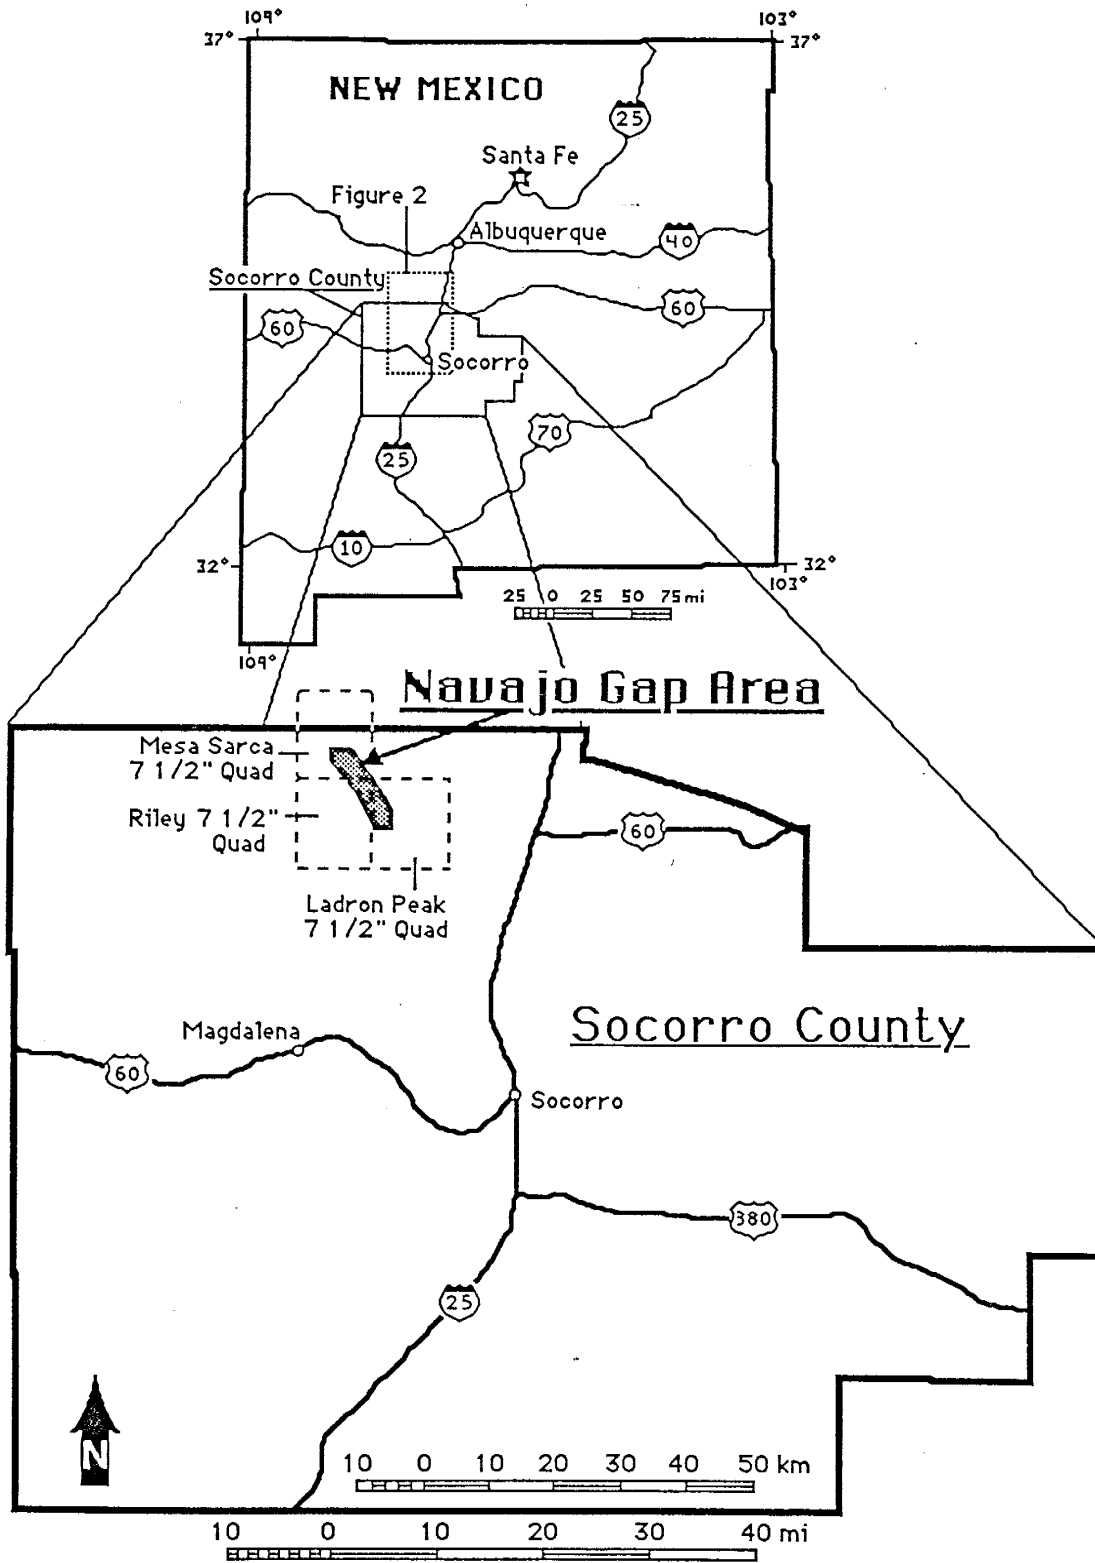 109°
103°
37°
37°
NEW MEXICO
25
Santa Fe
Figure 2
Albuquerque
40
Socorro County
60
60
Socorro
70
25
10
32°
32°
103°
25 0 25 50 75 mi
109°
Navajo Gap Area
Mesa Sarca
7 1/2" Quad
Riley 7 1/2"
Quad
60
Ladron Peak
7 1/2" Quad
Magdalena
Socorro County
60
Socorro
380
25
N
10 0 10 20 30 40 50 km
10 0 10 20 30 40 mi